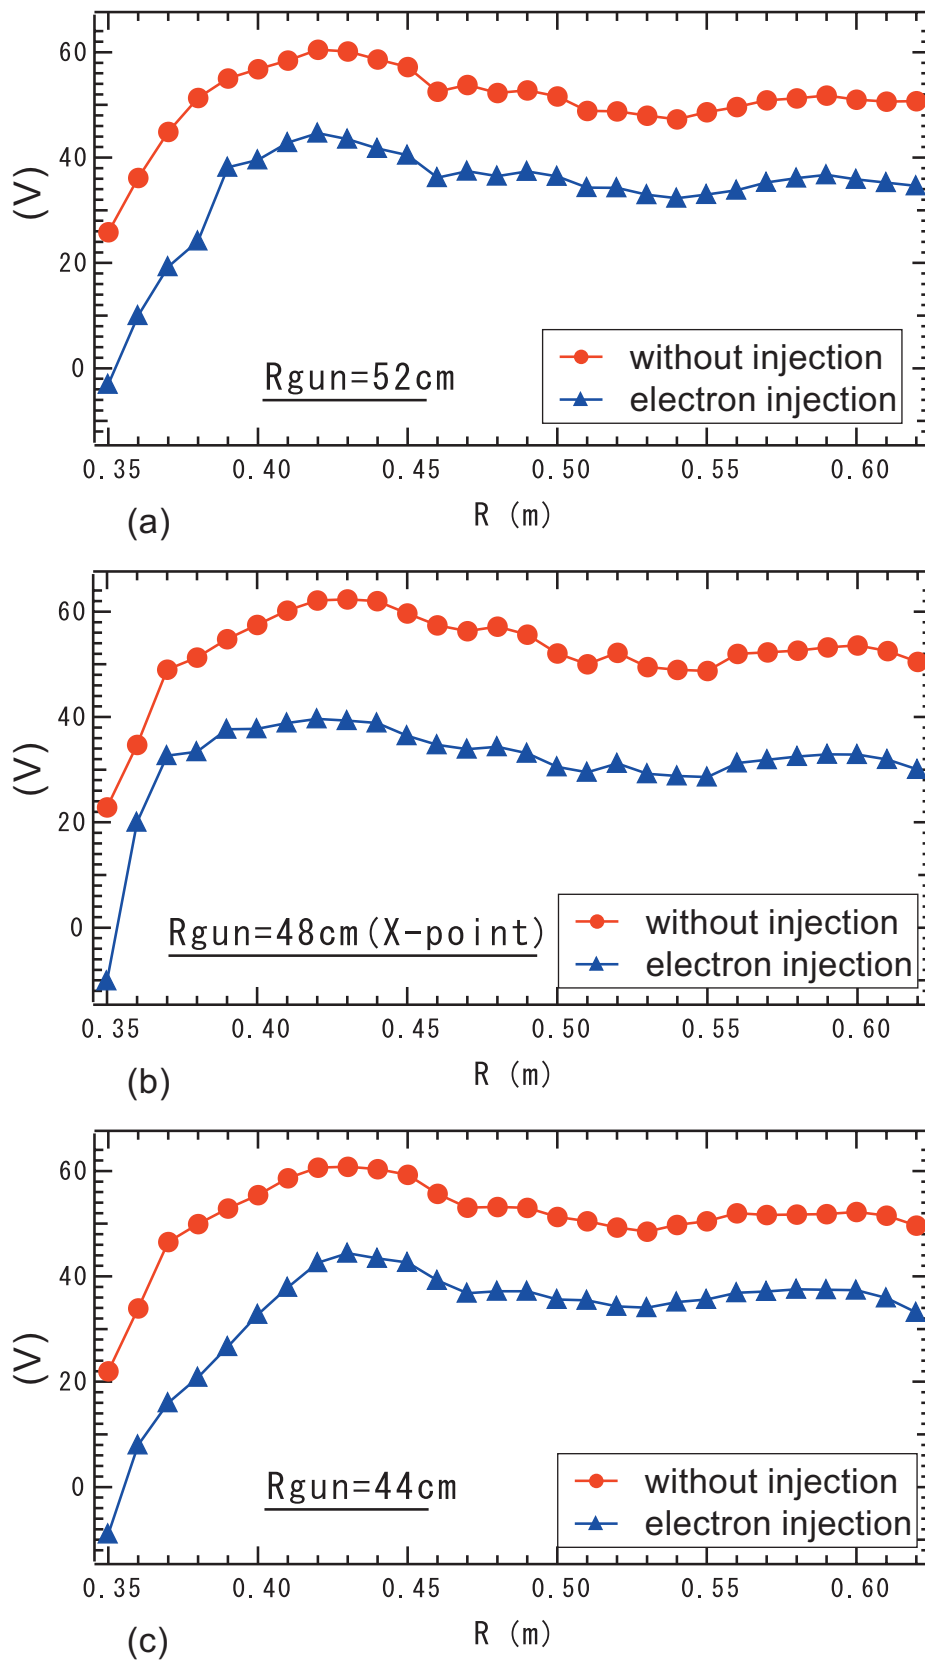 60
40
20
0
(V)
Rgun=52cm
without injection
electron injection
0.35 0.40 0.45 0.50 0.55 0.60
R (m)
(a)
60
40
20
0
(V)
Rgun=48cm(X-point)
without injection
electron injection
0.35 0.40 0.45 0.50 0.55 0.60
R (m)
(b)
60
40
20
0
(V)
Rgun=44cm
without injection
electron injection
0.35 0.40 0.45 0.50 0.55 0.60
R (m)
(c)